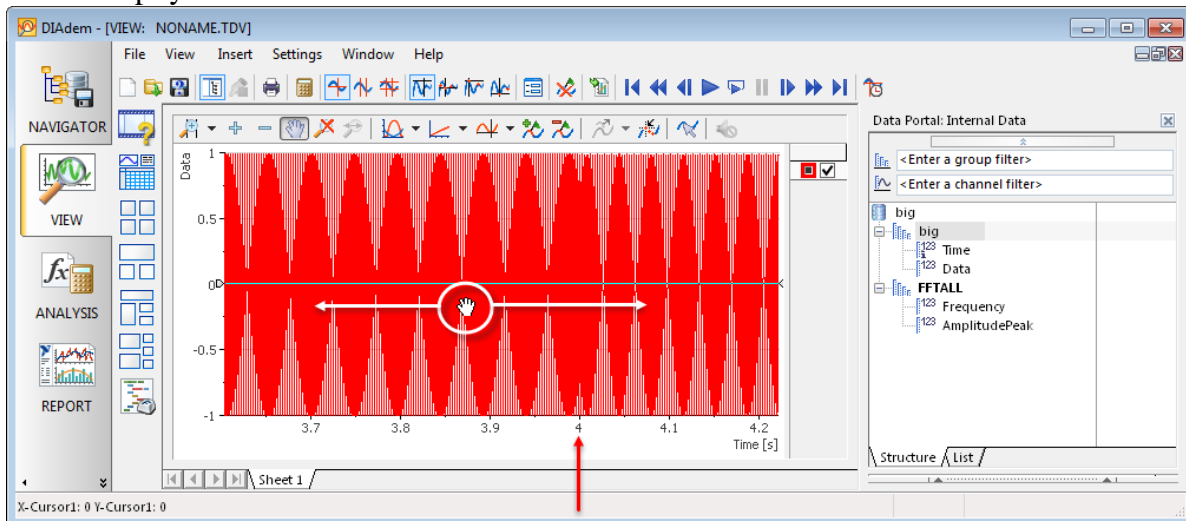 DIAdem - [VIEW: NONAME.TDV]
File View Insert Settings Window Help
NAVIGATOR
VIEW
ANALYSIS
REPORT
Data
1
0.5
0
-0.5
-1
3.7 3.8 3.9 4 4.1 4.2
Time [s]
Sheet 1
Data Portal: Internal Data
<Enter a group filter>
<Enter a channel filter>
big
big
Time
Data
FFTALL
Frequency
AmplitudePeak
Structure List
X-Cursor1: 0 Y-Cursor1: 0